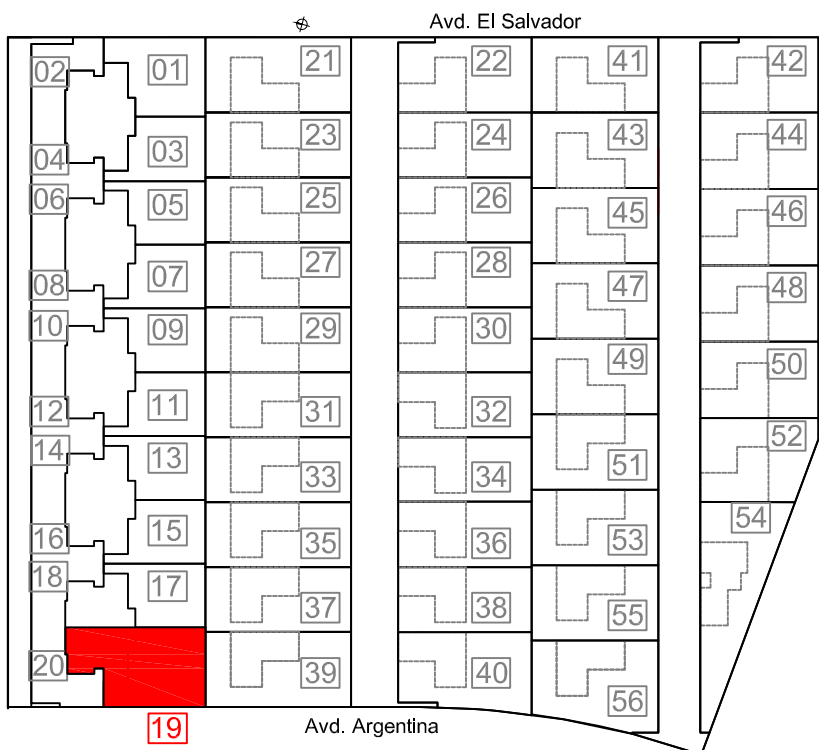 Avd. El Salvador
02 01 21 22 41 42
04 03 23 24 43 44
06 05 25 26 45 46
08 07 27 28 47 48
10 09 29 30 49 50
12 11 31 32 51 52
14 13 33 34 53 54
16 15 35 36 55
18 17 37 38 56
20 39 40
19
Avd. Argentina